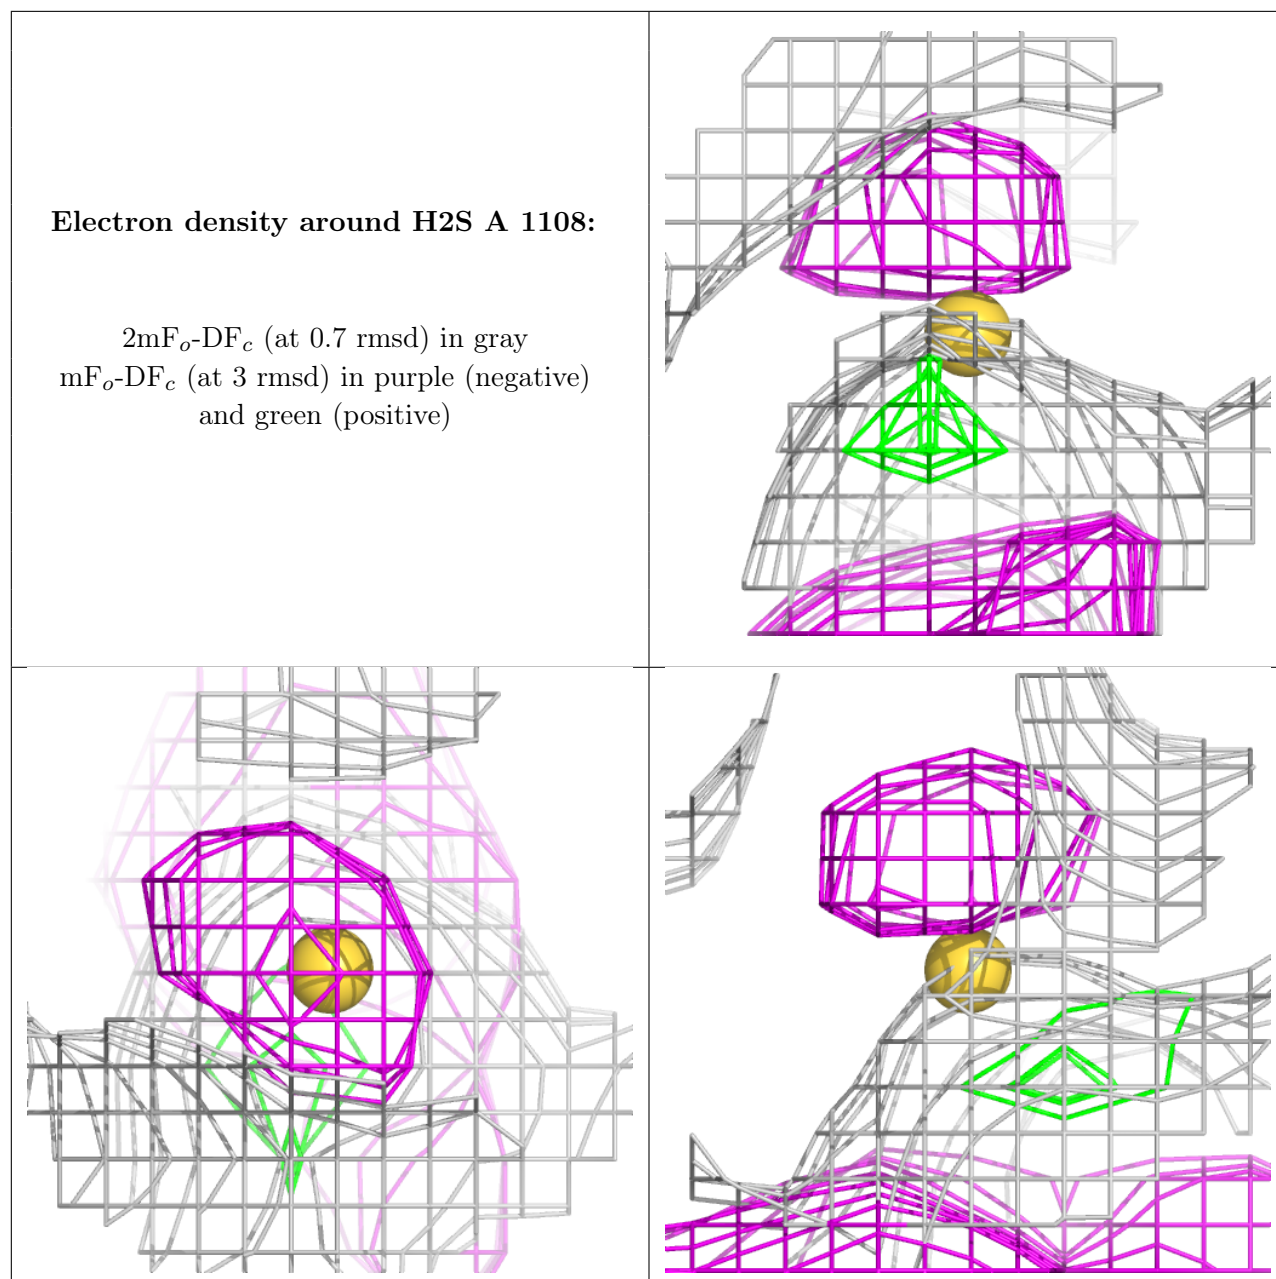 Electron density around H2S A 1108:
2mFₒ-DF𝒸 (at 0.7 rmsd) in gray
mFₒ-DF𝒸 (at 3 rmsd) in purple (negative)
and green (positive)